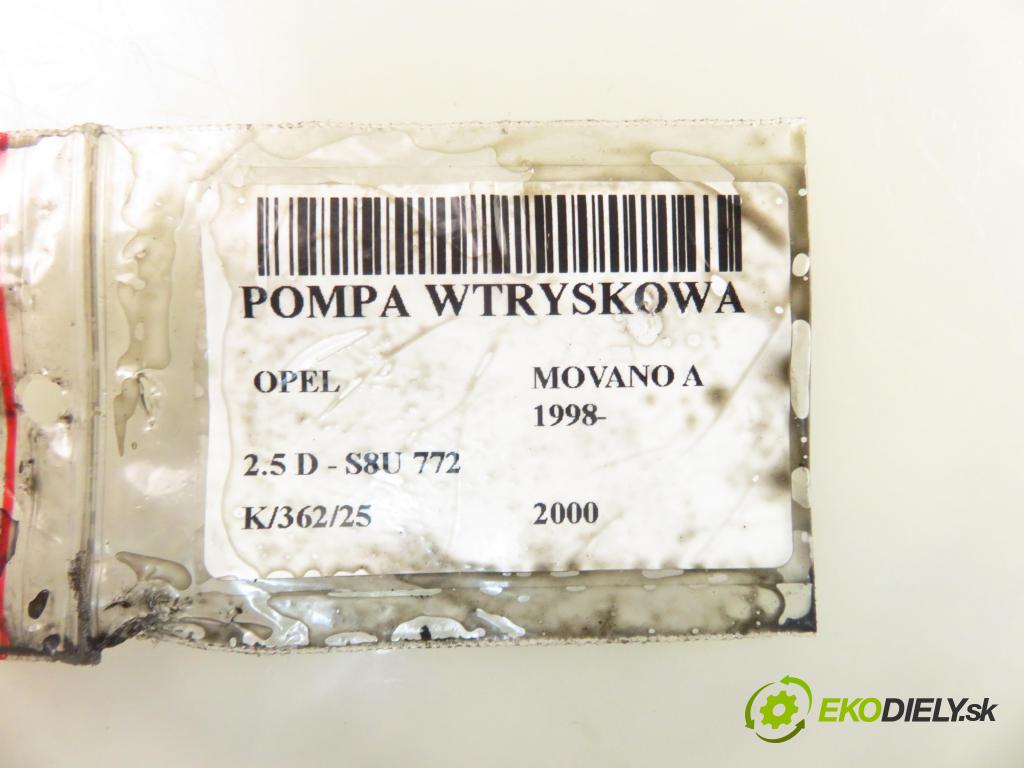 POMPA WTRYSKOWA
OPEL
MOVANO A
1998-
2.5 D - S8U 772
K/362/25
2000
EKODIELY.sk